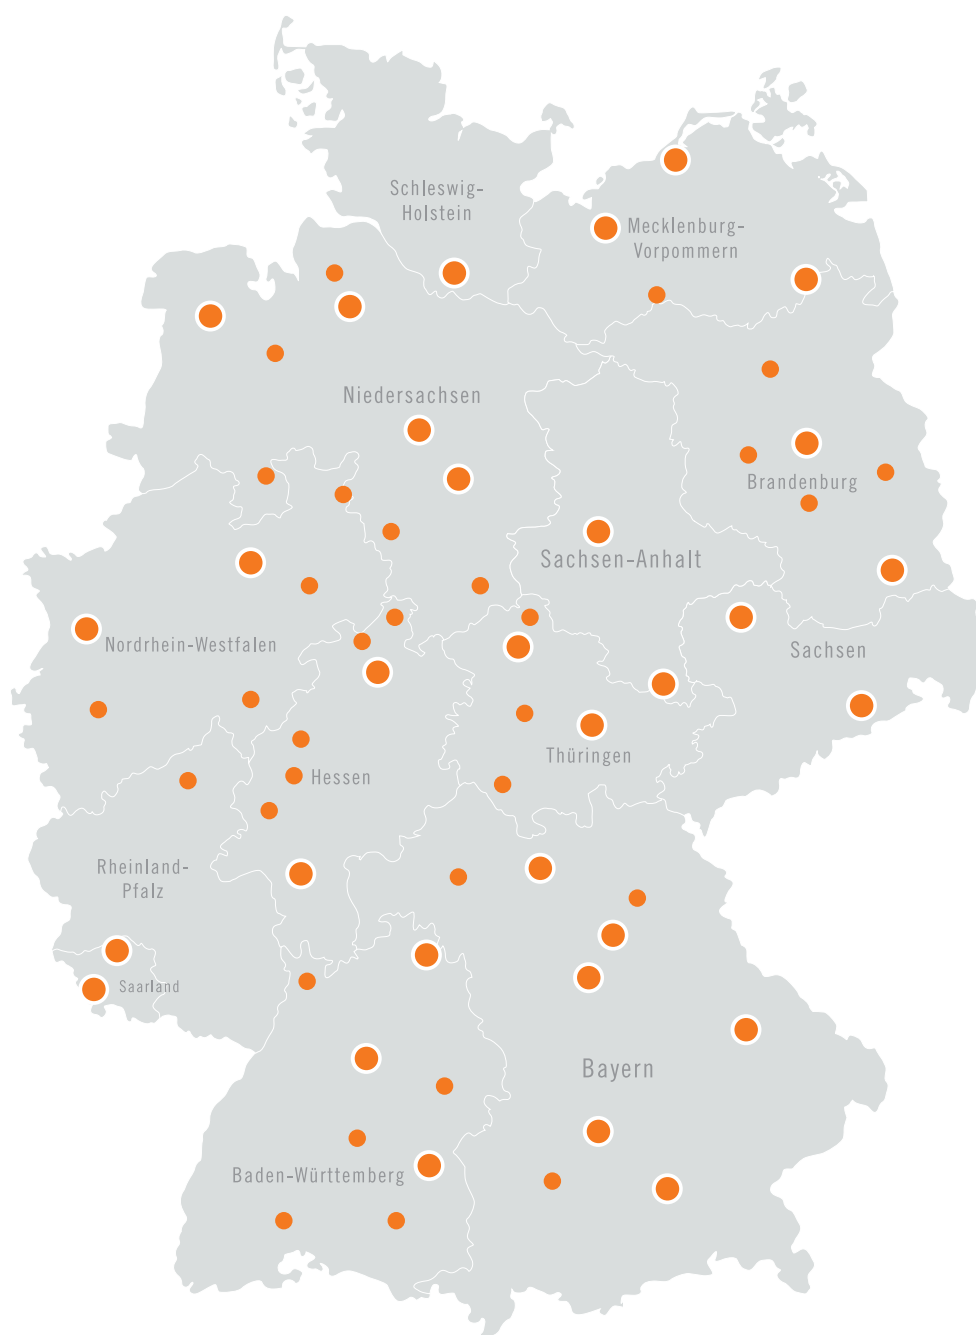 Schleswig-
Holstein
Mecklenburg-
Vorpommern
Niedersachsen
Brandenburg
Sachsen-Anhalt
Nordrhein-Westfalen
Sachsen
Thüringen
Hessen
Rheinland-
Pfalz
Saarland
Bayern
Baden-Württemberg